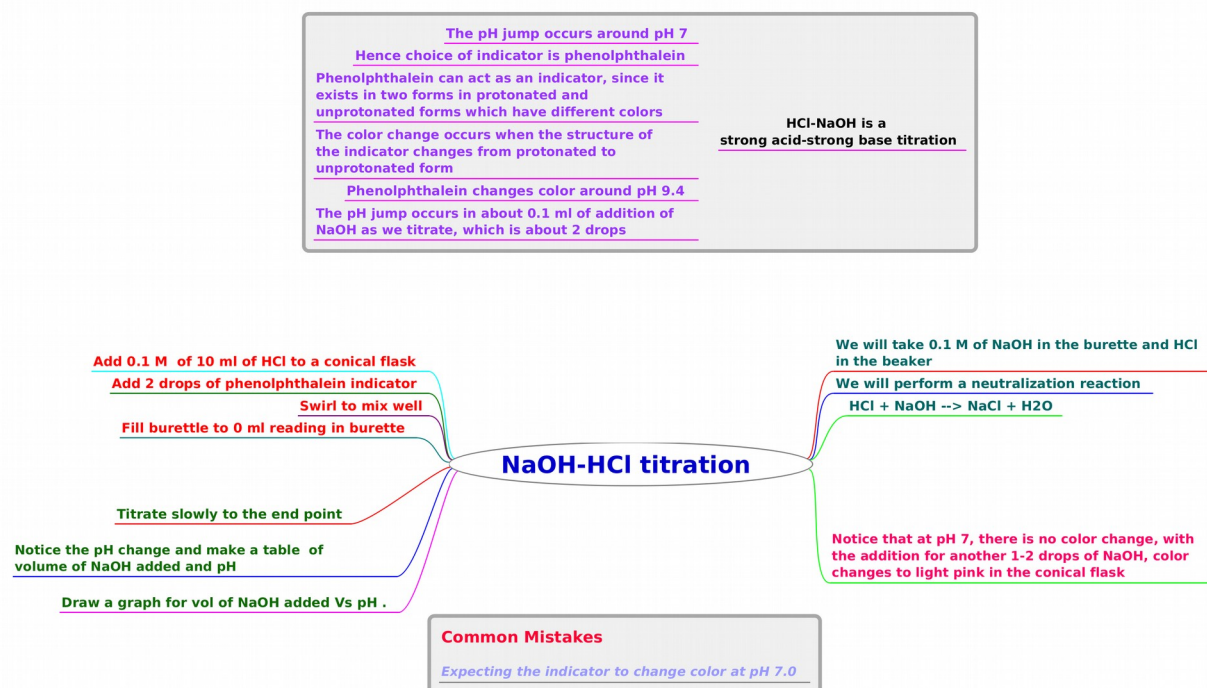 The pH jump occurs around pH 7
Hence choice of indicator is phenolphthalein
Phenolphthalein can act as an indicator, since it
exists in two forms in protonated and
unprotonated forms which have different colors
The color change occurs when the structure of
the indicator changes from protonated to
unprotonated form
Phenolphthalein changes color around pH 9.4
The pH jump occurs in about 0.1 ml of addition of
NaOH as we titrate, which is about 2 drops
HCl-NaOH is a
strong acid-strong base titration
Add 0.1 M  of 10 ml of HCl to a conical flask
Add 2 drops of phenolphthalein indicator
Swirl to mix well
Fill burettle to 0 ml reading in burette
Titrate slowly to the end point
Notice the pH change and make a table  of
volume of NaOH added and pH
Draw a graph for vol of NaOH added Vs pH .
NaOH-HCl titration
We will take 0.1 M of NaOH in the burette and HCl
in the beaker
We will perform a neutralization reaction
HCl + NaOH --> NaCl + H2O
Notice that at pH 7, there is no color change, with
the addition for another 1-2 drops of NaOH, color
changes to light pink in the conical flask
Common Mistakes
Expecting the indicator to change color at pH 7.0